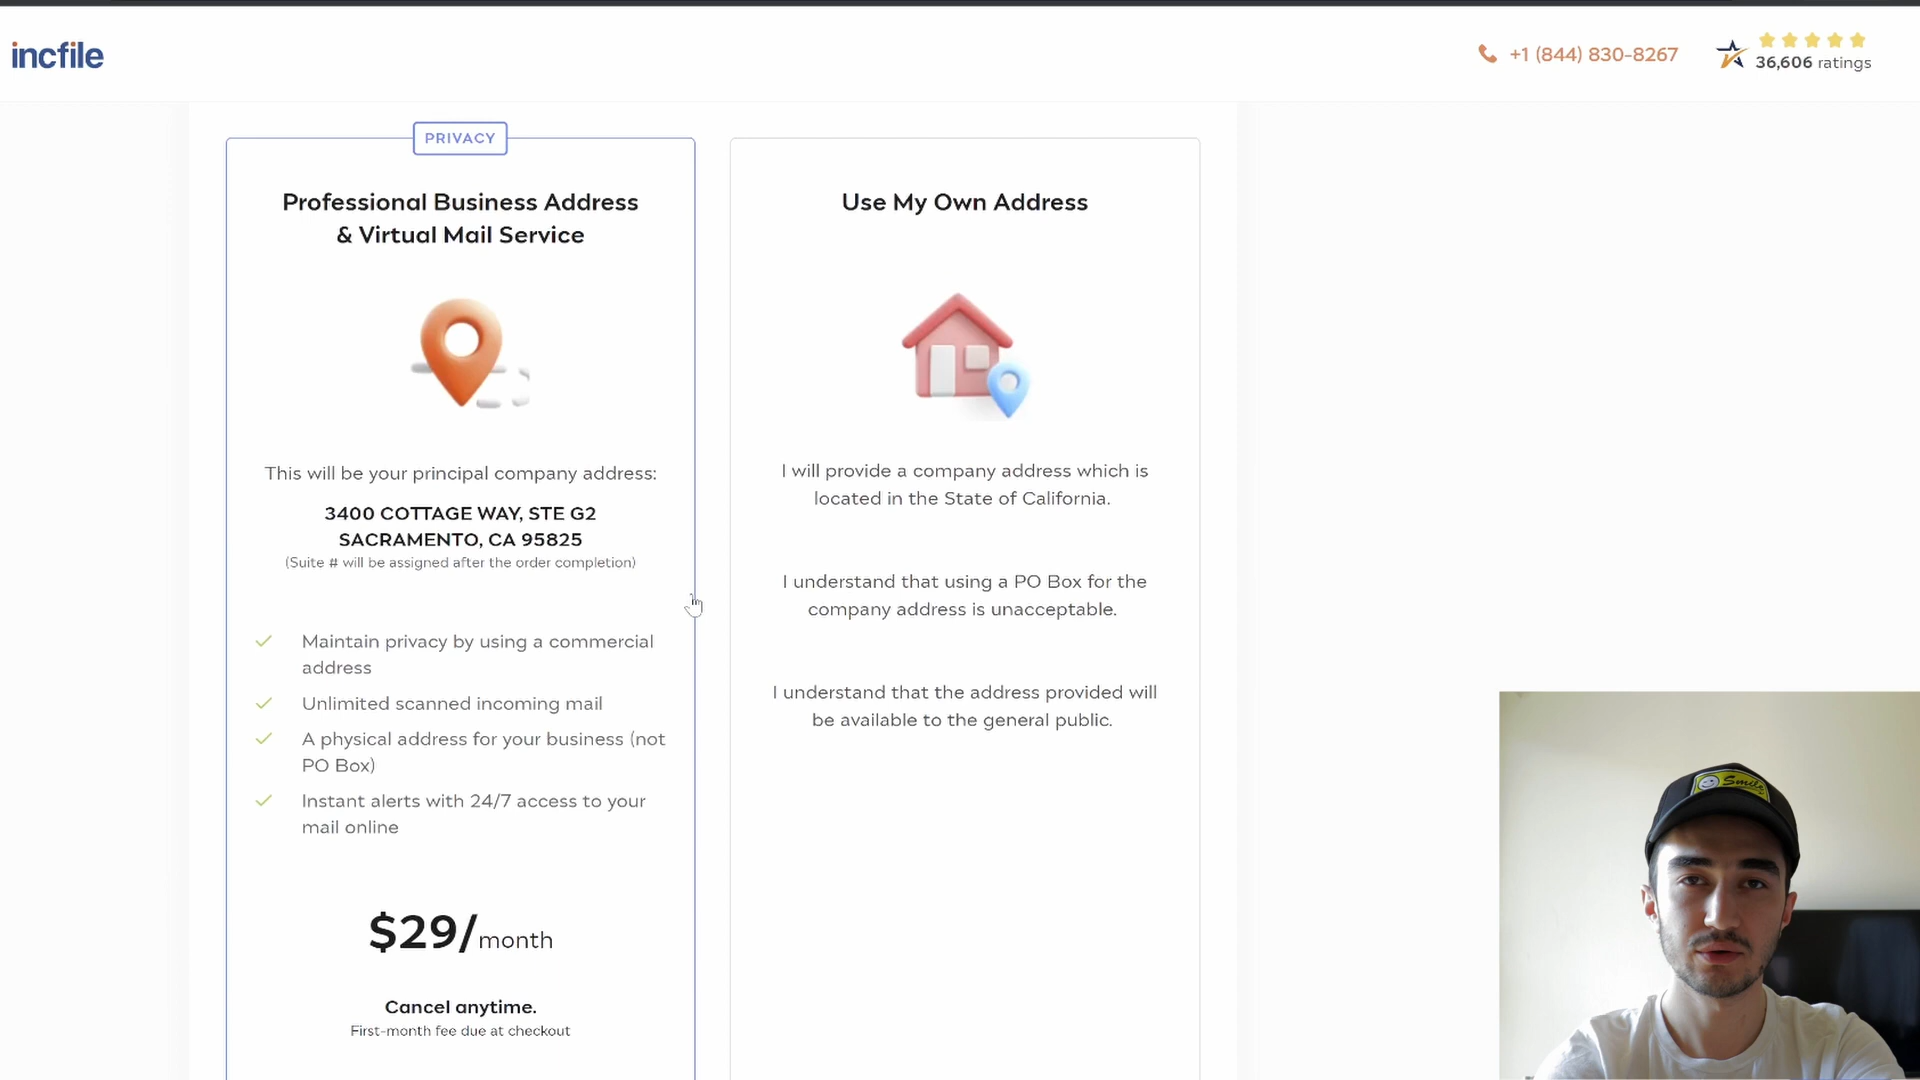 incfile
+1 (844) 830-8267
36,606 ratings
PRIVACY
Professional Business Address
& Virtual Mail Service
This will be your principal company address:
3400 COTTAGE WAY, STE G2
SACRAMENTO, CA 95825
(Suite # will be assigned after the order completion)
Maintain privacy by using a commercial
address
Unlimited scanned incoming mail
A physical address for your business (not
PO Box)
Instant alerts with 24/7 access to your
mail online
$29/month
Cancel anytime.
First-month fee due at checkout
Use My Own Address
I will provide a company address which is
located in the State of California.
I understand that using a PO Box for the
company address is unacceptable.
I understand that the address provided will
be available to the general public.
Smile